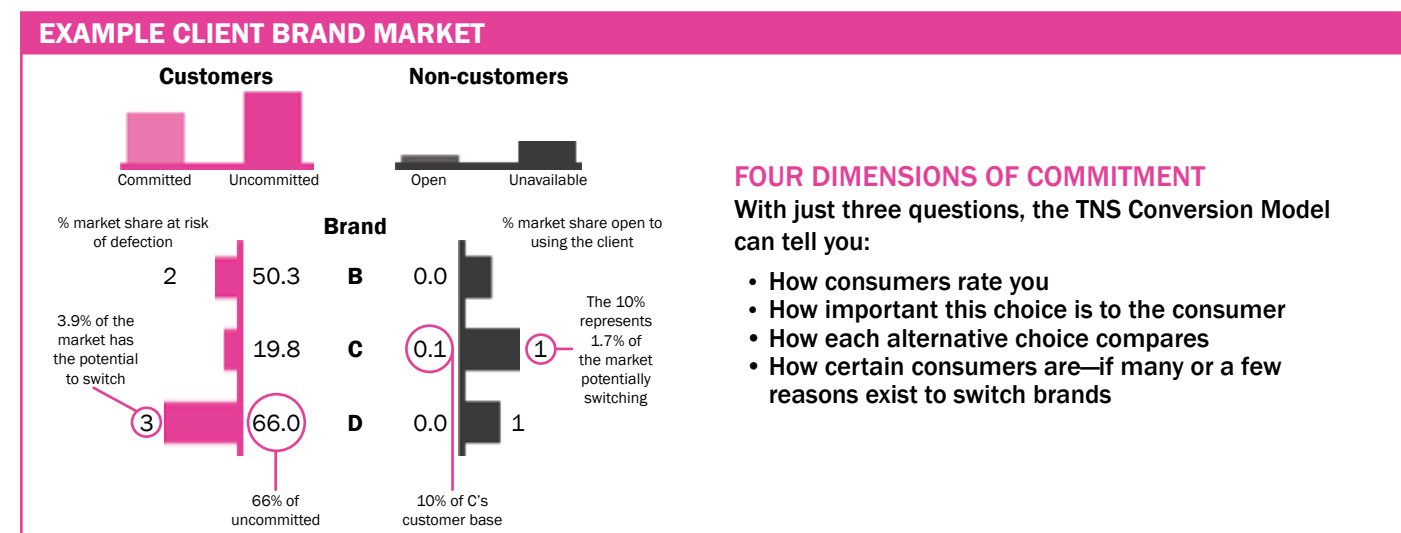 EXAMPLE CLIENT BRAND MARKET
Customers
Non-customers
Committed
Uncommitted
Open
Unavailable
% market share at risk
of defection
Brand
% market share open to
using the client
2
50.3
B
0.0
3.9% of the
market has
the potential
to switch
19.8
C
0.1
1
The 10%
represents
1.7% of
the market
potentially
switching
3
66.0
D
0.0
1
66% of
uncommitted
10% of C’s
customer base
FOUR DIMENSIONS OF COMMITMENT
With just three questions, the TNS Conversion Model
can tell you:
• How consumers rate you
• How important this choice is to the consumer
• How each alternative choice compares
• How certain consumers are—if many or a few
reasons exist to switch brands